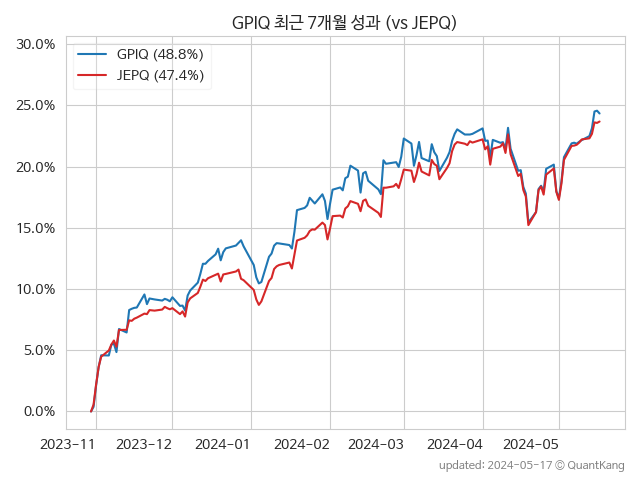 GPIQ 최근 7개월 성과 (vs JEPQ)
30.0%
25.0%
20.0%
15.0%
10.0%
5.0%
0.0%
GPIQ (48.8%)
JEPQ (47.4%)
2023-11 2023-12 2024-01 2024-02 2024-03 2024-04 2024-05
updated: 2024-05-17 © QuantKang